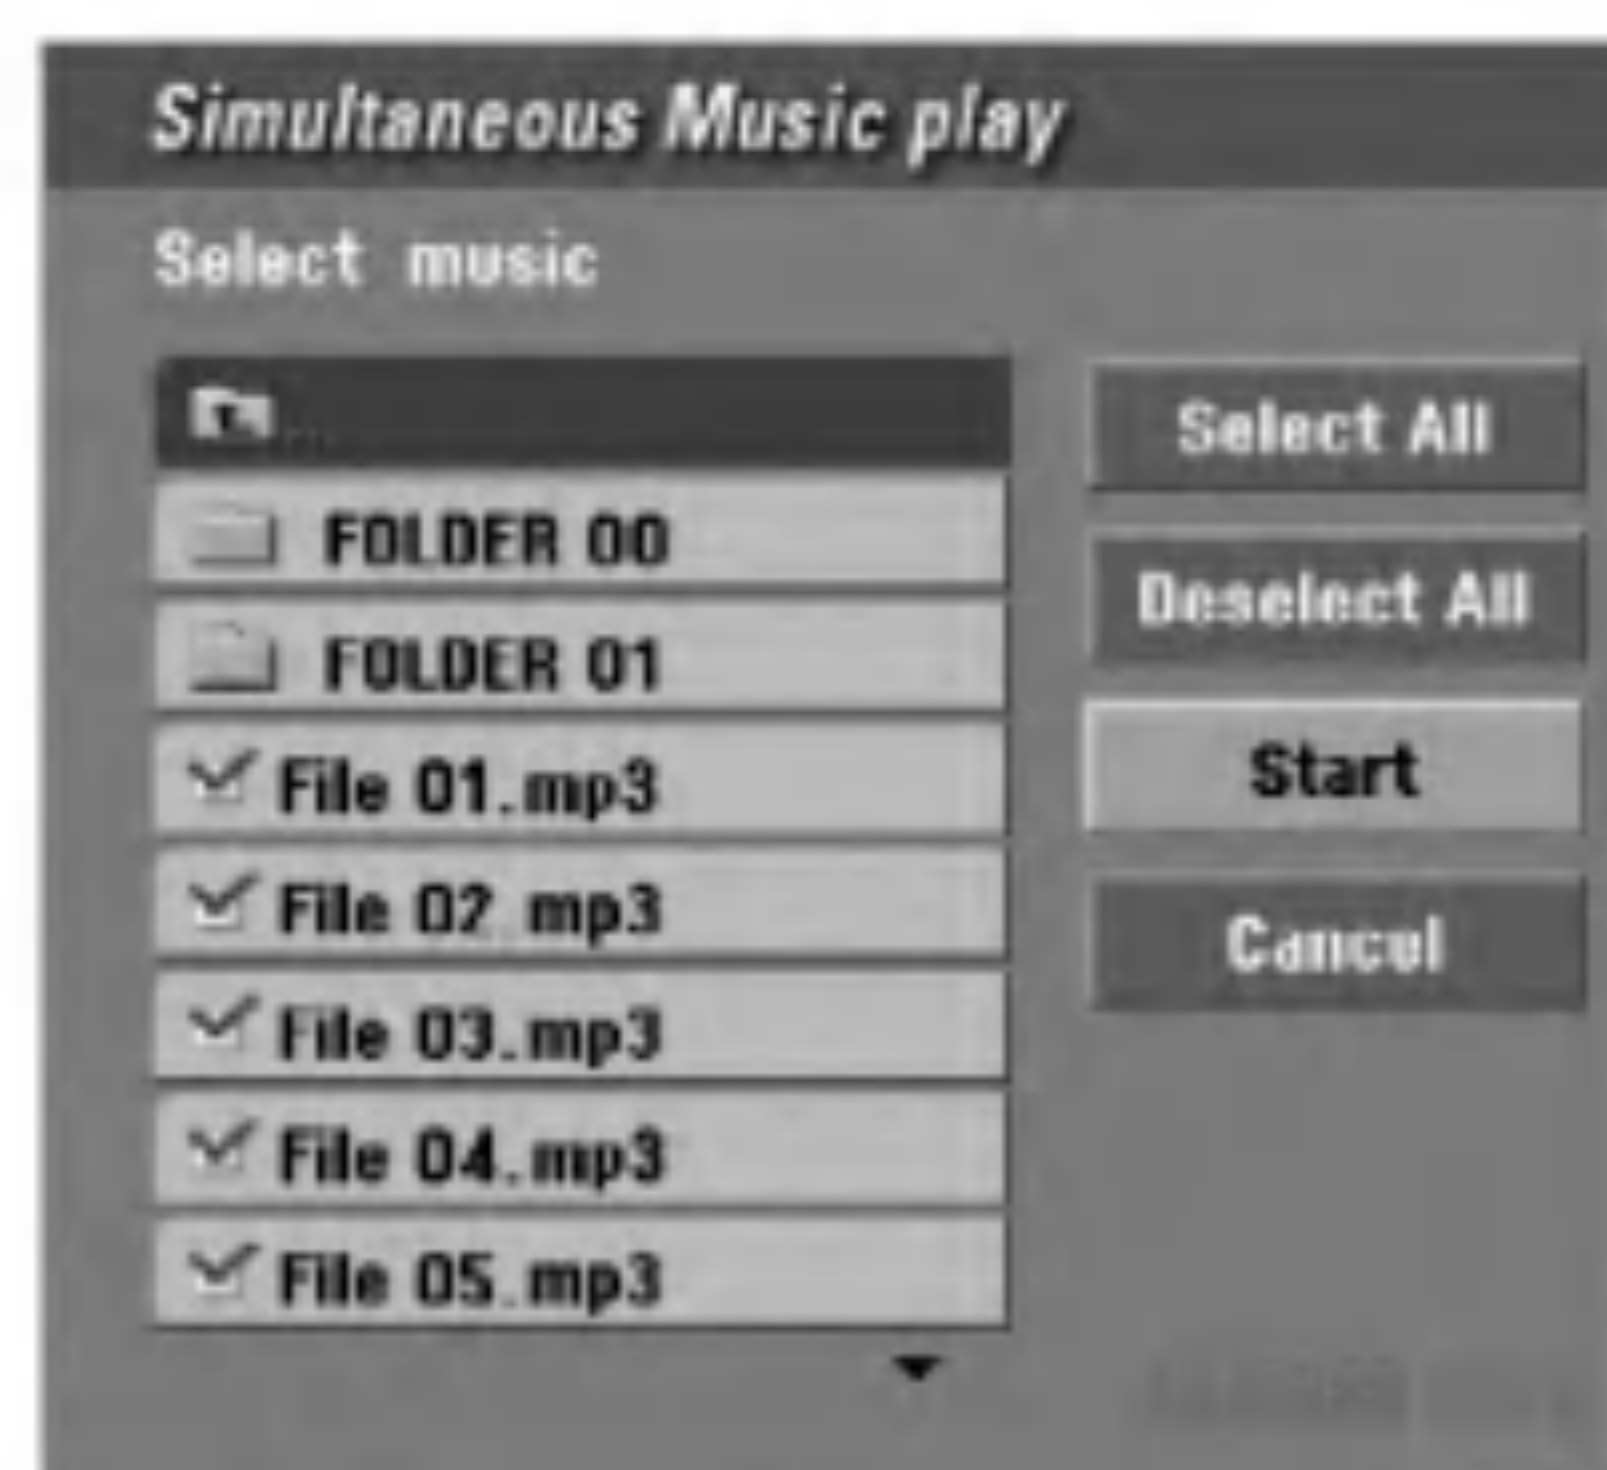 Simultaneous Music play
Select music
...
FOLDER 00
FOLDER 01
File 01.mp3
File 02.mp3
File 03.mp3
File 04.mp3
File 05.mp3
Select All
Deselect All
Start
Cancel